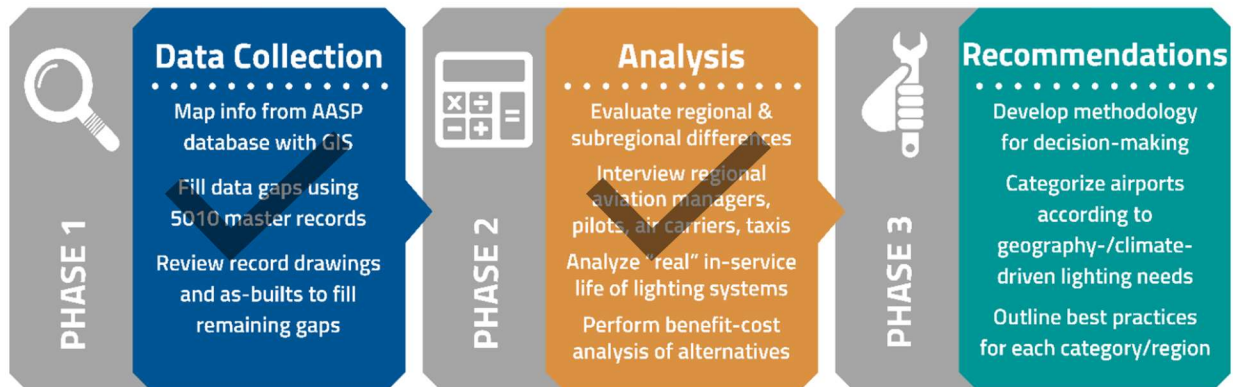 PHASE 1
Data Collection
Map info from AASP
database with GIS
Fill data gaps using
5010 master records
Review record drawings
and as-builts to fill
remaining gaps
PHASE 2
Analysis
Evaluate regional &
subregional differences
Interview regional
aviation managers,
pilots, air carriers, taxis
Analyze “real” in-service
life of lighting systems
Perform benefit-cost
analysis of alternatives
PHASE 3
Recommendations
Develop methodology
for decision-making
Categorize airports
according to
geography-/climate-
driven lighting needs
Outline best practices
for each category/region